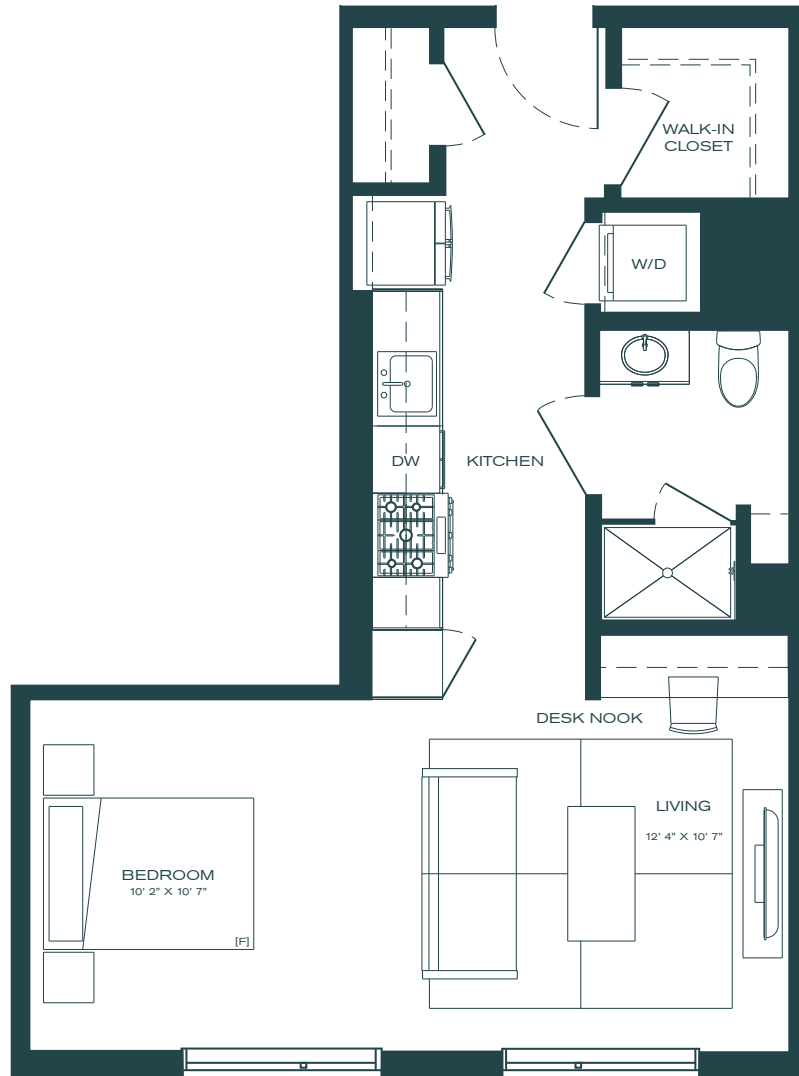 WALK-IN
CLOSET
W/D
DW
KITCHEN
DESK NOOK
LIVING
12' 4" X 10' 7"
BEDROOM
10' 2" X 10' 7"
[F]